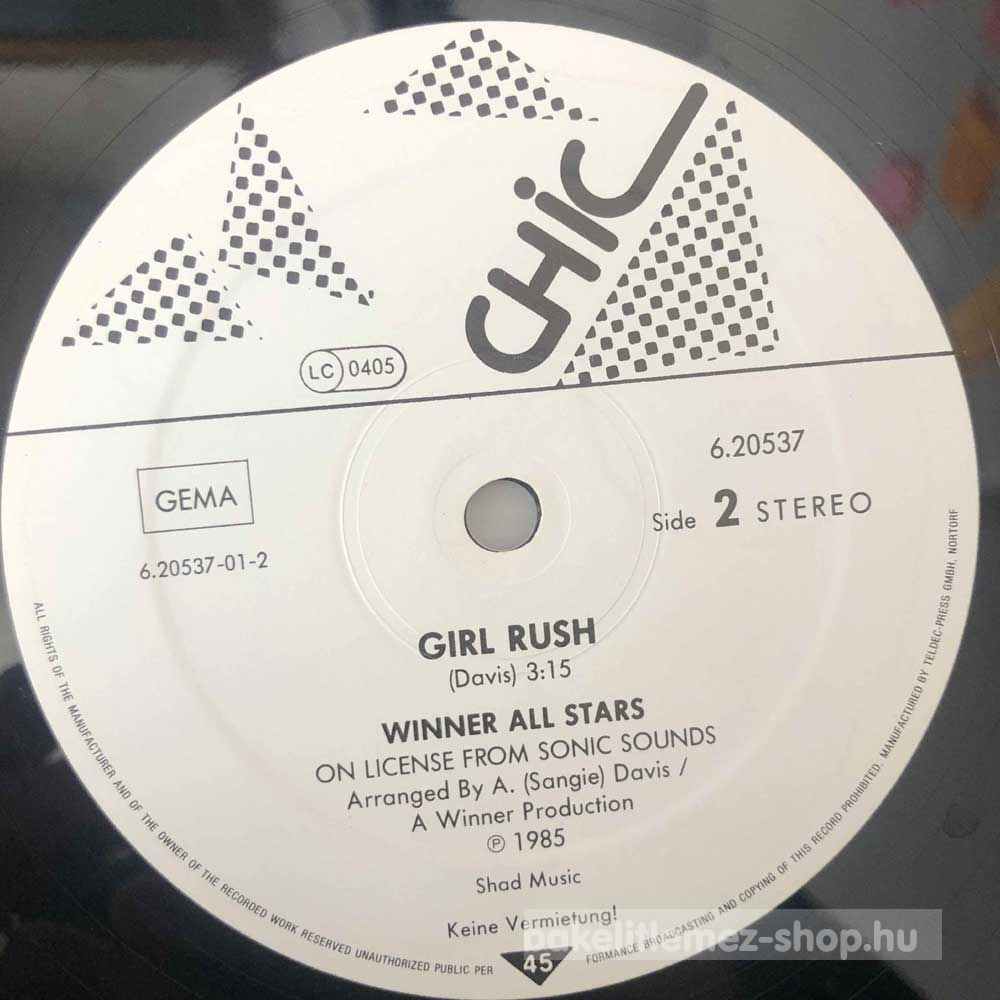 CHIC
LC 0405
GEMA
6.20537-01-2
6.20537
Side 2 STEREO
GIRL RUSH
(Davis) 3:15
WINNER ALL STARS
ON LICENSE FROM SONIC SOUNDS
Arranged By A. (Sangie) Davis /
A Winner Production
℗ 1985
Shad Music
Keine Vermietung!
45
ALL RIGHTS OF THE MANUFACTURER AND OF THE OWNER OF THE RECORDED WORK RESERVED UNAUTHORIZED PUBLIC PER FORMANCE BROADCASTING AND COPYING OF THIS RECORD PROHIBITED. MANUFACTURED BY TELDEC-PRESS GMBH, NORTORF
bakelitlemez-shop.hu